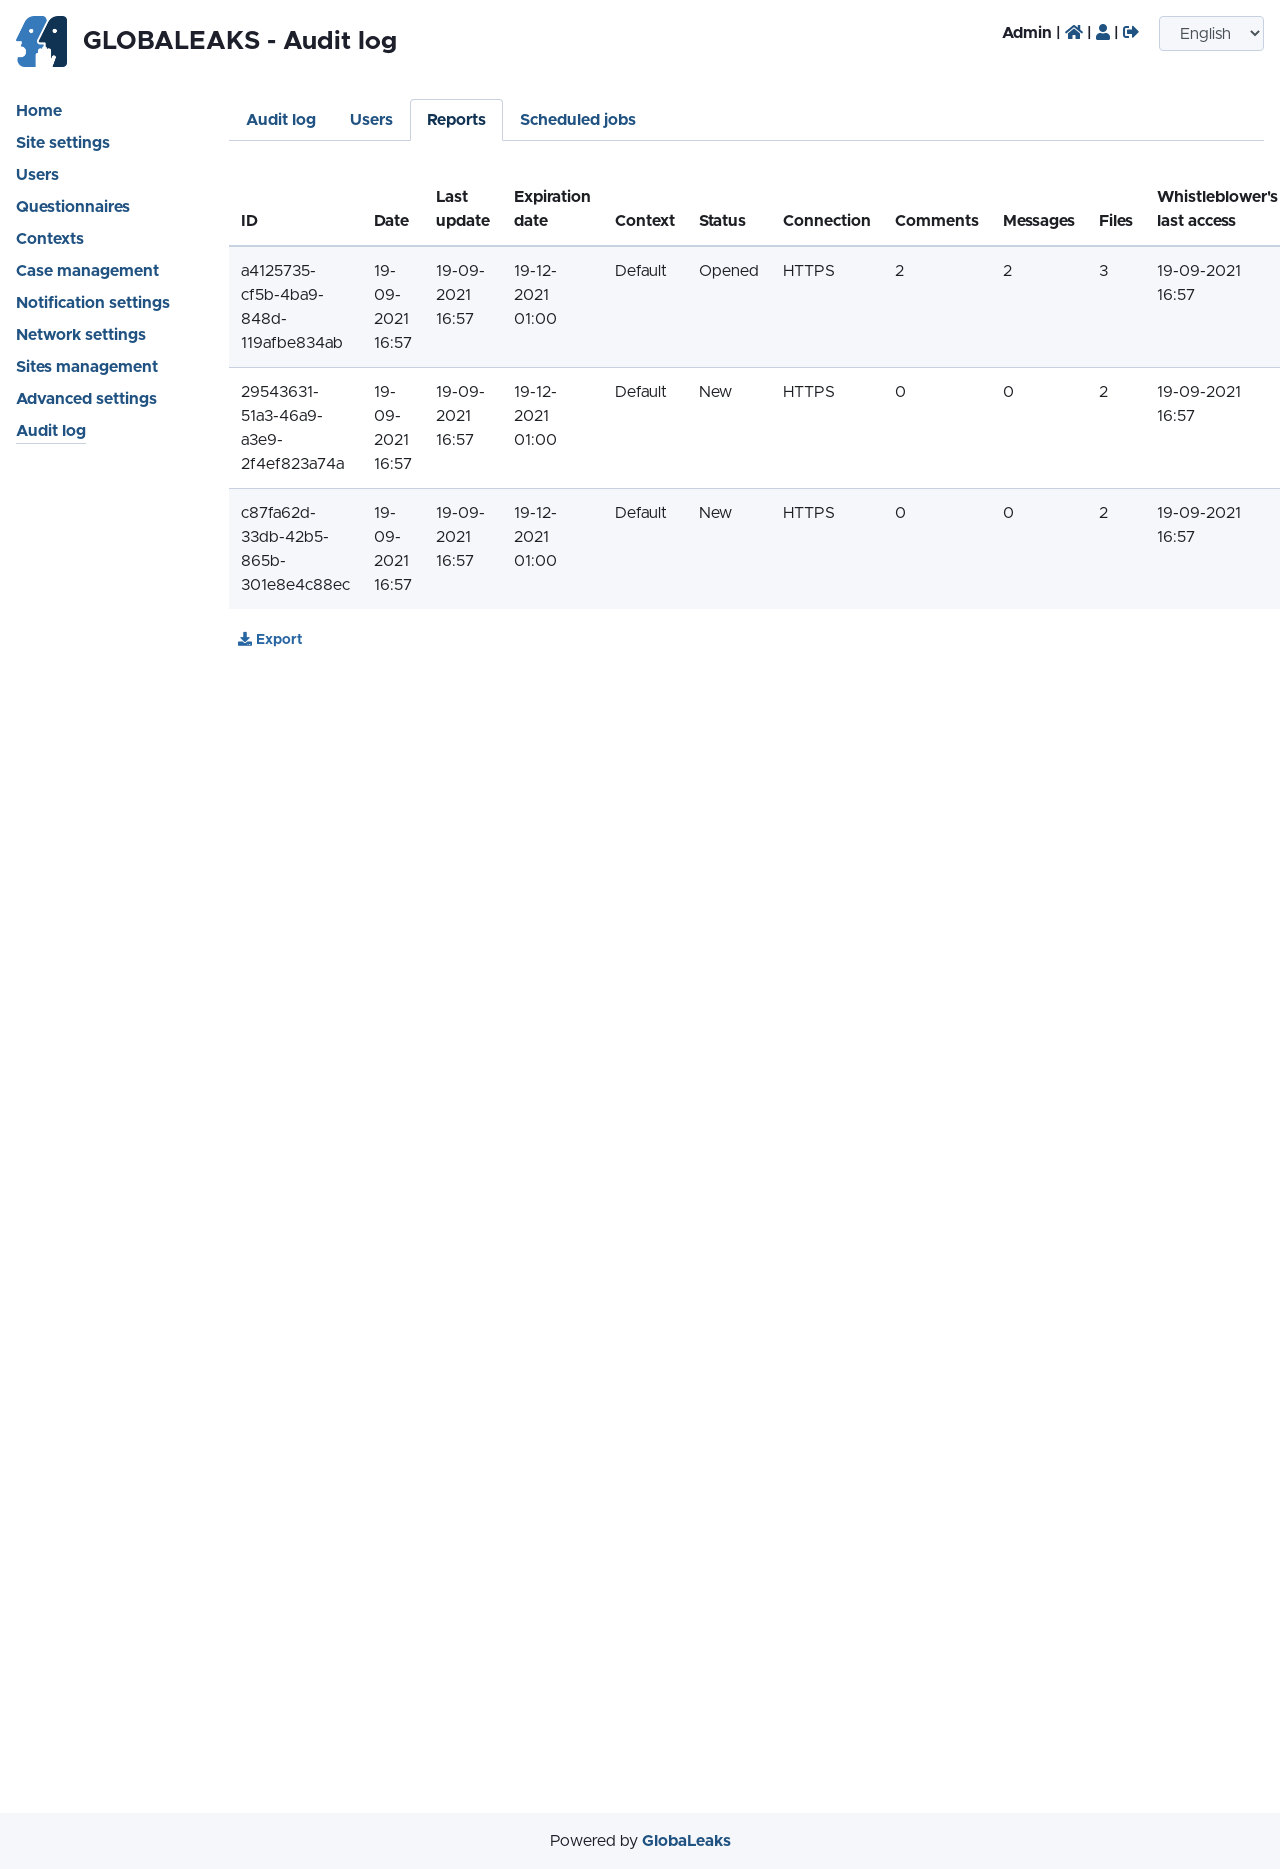 GLOBALEAKS - Audit log
Admin | | |
English
Home
Site settings
Users
Questionnaires
Contexts
Case management
Notification settings
Network settings
Sites management
Advanced settings
Audit log
Audit log Users Reports Scheduled jobs
ID Date Last update Expiration date Context Status Connection Comments Messages Files Whistleblower's last access
a4125735-cf5b-4ba9-848d-119afbe834ab 19-09-2021 16:57 19-09-2021 16:57 19-12-2021 01:00 Default Opened HTTPS 2 2 3 19-09-2021 16:57
29543631-51a3-46a9-a3e9-2f4ef823a74a 19-09-2021 16:57 19-09-2021 16:57 19-12-2021 01:00 Default New HTTPS 0 0 2 19-09-2021 16:57
c87fa62d-33db-42b5-865b-301e8e4c88ec 19-09-2021 16:57 19-09-2021 16:57 19-12-2021 01:00 Default New HTTPS 0 0 2 19-09-2021 16:57
Export
Powered by GlobaLeaks